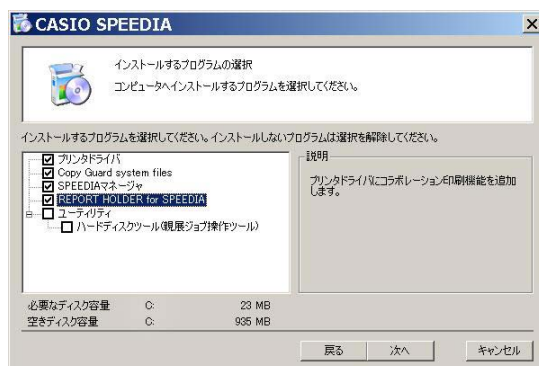 CASIO SPEEDIA
インストールするプログラムの選択
コンピュータへインストールするプログラムを選択してください。
インストールするプログラムを選択してください。インストールしないプログラムは選択を解除してください。
プリンタドライバ
Copy Guard system files
SPEEDIAマネージャ
REPORT HOLDER for SPEEDIA
ユーティリティ
ハードディスクツール(親展ジョブ操作ツール)
説明
プリンタドライバにコラボレーション印刷機能を追加
します。
必要なディスク容量 C: 23 MB
空きディスク容量 C: 935 MB
戻る 次へ キャンセル